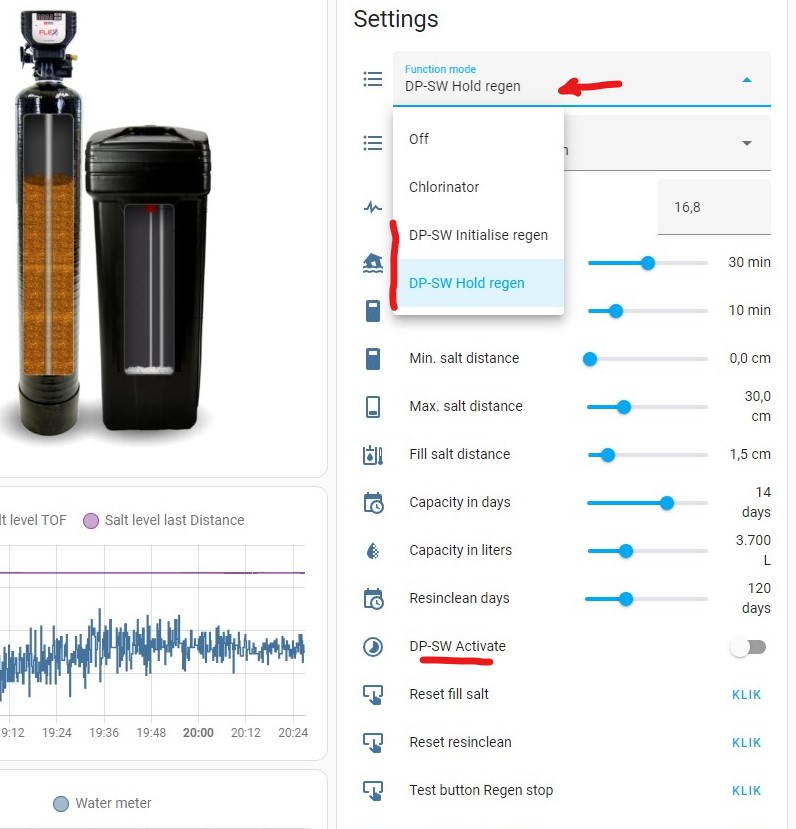 FLEX
Settings
Function mode
DP-SW Hold regen
Off
Chlorinator
DP-SW Initialise regen
DP-SW Hold regen
16,8
30 min
10 min
Min. salt distance
0,0 cm
Max. salt distance
30,0
cm
Fill salt distance
1,5 cm
Capacity in days
14
days
Capacity in liters
3.700
L
Resinclean days
120
days
DP-SW Activate
Reset fill salt
KLIK
Reset resinclean
KLIK
Test button Regen stop
KLIK
lt level TOF
Salt level last Distance
9:12 19:24 19:36 19:48 20:00 20:12 20:24
Water meter